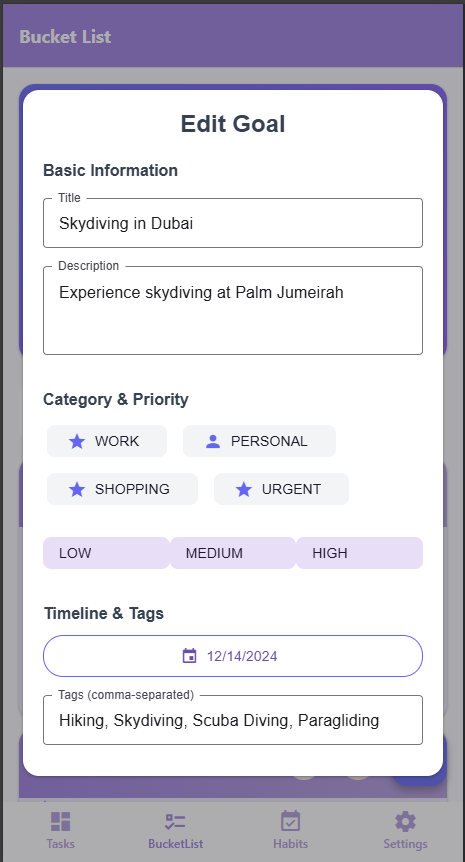 Bucket List
Edit Goal
Basic Information
Title
Skydiving in Dubai
Description
Experience skydiving at Palm Jumeirah
Category & Priority
WORK PERSONAL
SHOPPING URGENT
LOW MEDIUM HIGH
Timeline & Tags
12/14/2024
Tags (comma-separated)
Hiking, Skydiving, Scuba Diving, Paragliding
Tasks BucketList Habits Settings